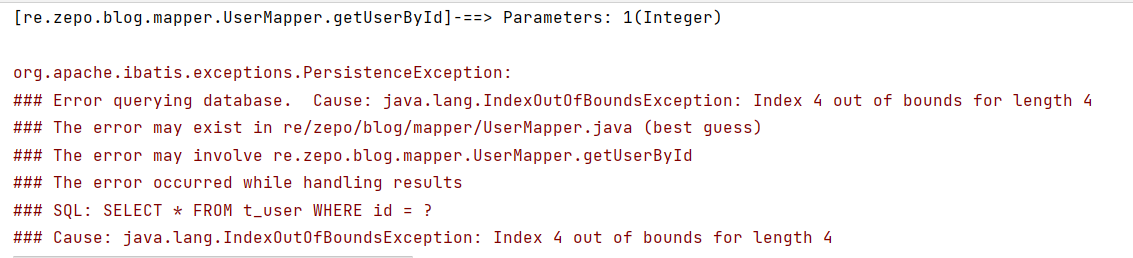 [re.zepo.blog.mapper.UserMapper.getUserById]-==> Parameters: 1(Integer)
org.apache.ibatis.exceptions.PersistenceException:
### Error querying database.  Cause: java.lang.IndexOutOfBoundsException: Index 4 out of bounds for length 4
### The error may exist in re/zepo/blog/mapper/UserMapper.java (best guess)
### The error may involve re.zepo.blog.mapper.UserMapper.getUserById
### The error occurred while handling results
### SQL: SELECT * FROM t_user WHERE id = ?
### Cause: java.lang.IndexOutOfBoundsException: Index 4 out of bounds for length 4